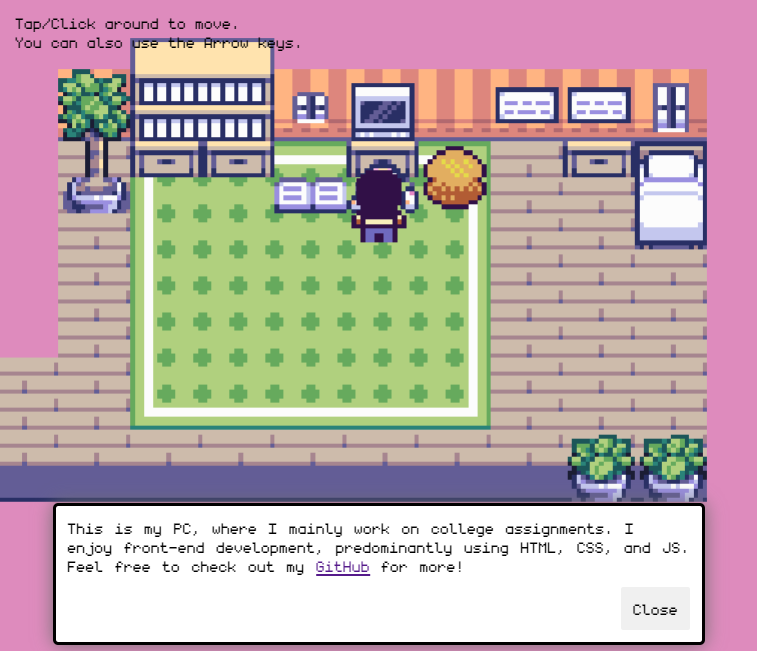 Tap/Click around to move.
You can also use the Arrow keys.
This is my PC, where I mainly work on college assignments. I
enjoy front-end development, predominantly using HTML, CSS, and JS.
Feel free to check out my GitHub for more!
Close